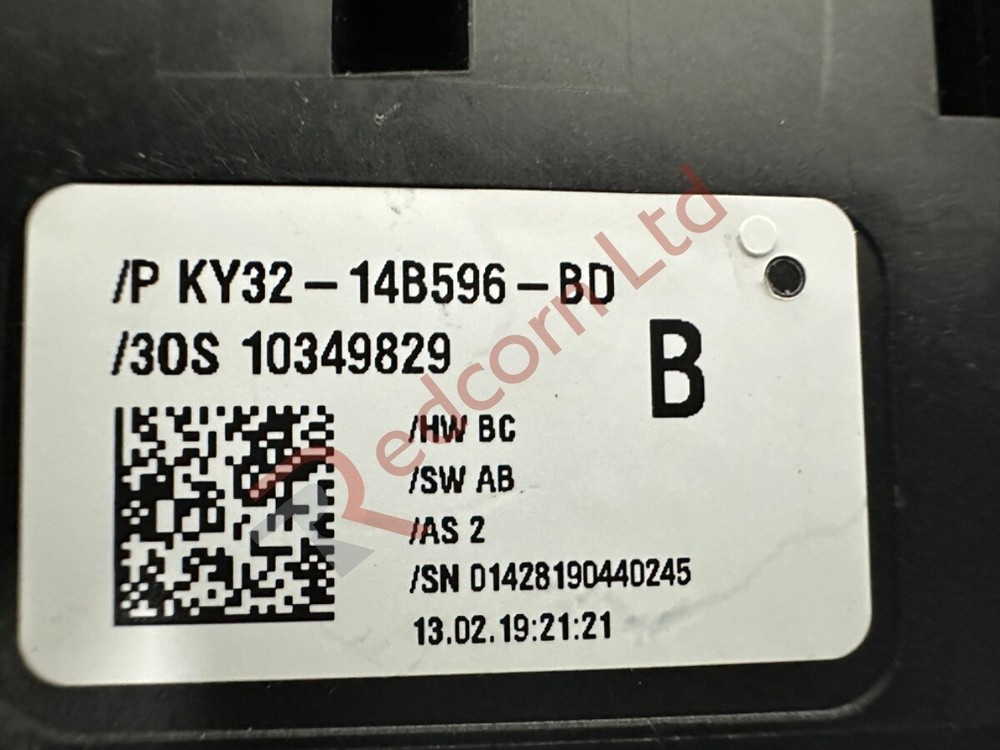 /P KY32-14B596-BD
/30S 10349829
B
/HW BC
/SW AB
/AS 2
/SN 01428190440245
13.02.19:21:21
Redcorn Ltd